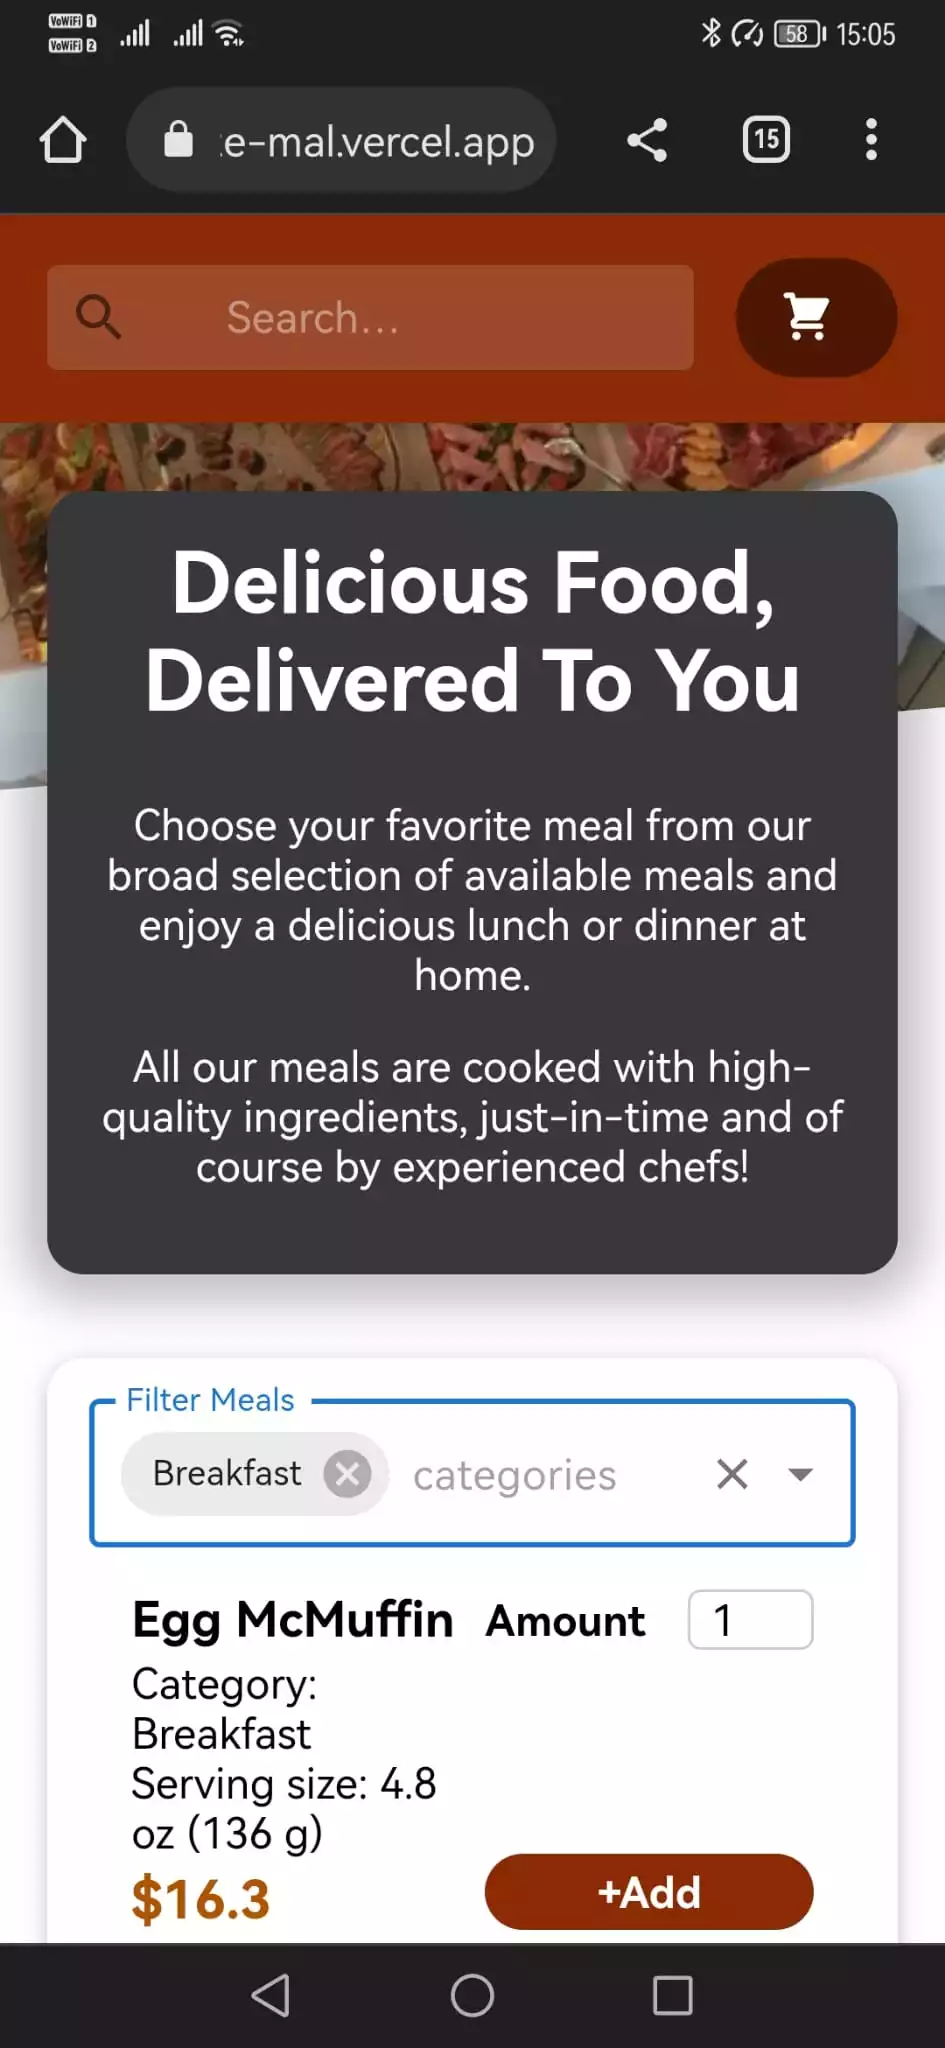 VoWiFi 1
VoWiFi 2
58
15:05
:e-mal.vercel.app
15
Search...
Delicious Food,
Delivered To You
Choose your favorite meal from our
broad selection of available meals and
enjoy a delicious lunch or dinner at
home.
All our meals are cooked with high-
quality ingredients, just-in-time and of
course by experienced chefs!
Filter Meals
Breakfast
categories
Egg McMuffin
Amount
1
Category:
Breakfast
Serving size: 4.8
oz (136 g)
$16.3
+Add